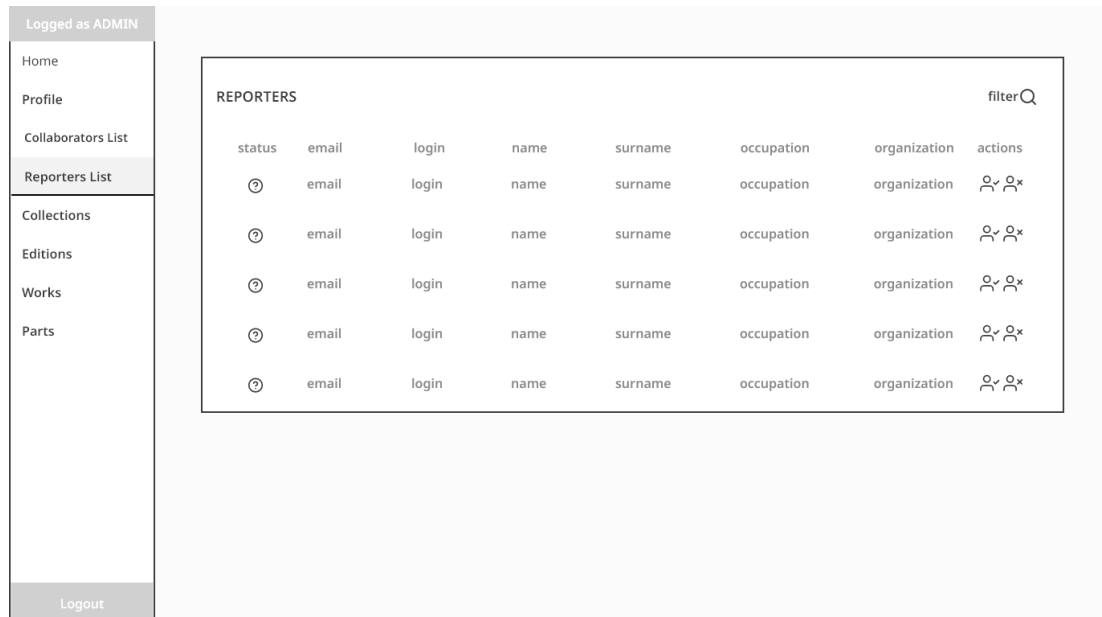 Logged as ADMIN
Home
Profile
Collaborators List
Reporters List
Collections
Editions
Works
Parts
Logout
REPORTERS filter
status email login name surname occupation organization actions
email login name surname occupation organization
email login name surname occupation organization
email login name surname occupation organization
email login name surname occupation organization
email login name surname occupation organization